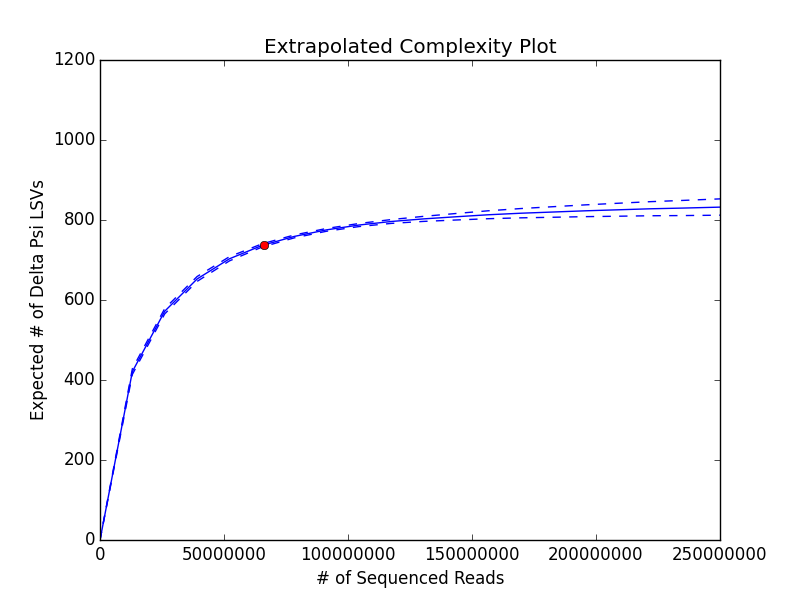 Extrapolated Complexity Plot
1200
1000
800
600
400
200
0
Expected # of Delta Psi LSVs
0 50000000 100000000 150000000 200000000 250000000
# of Sequenced Reads